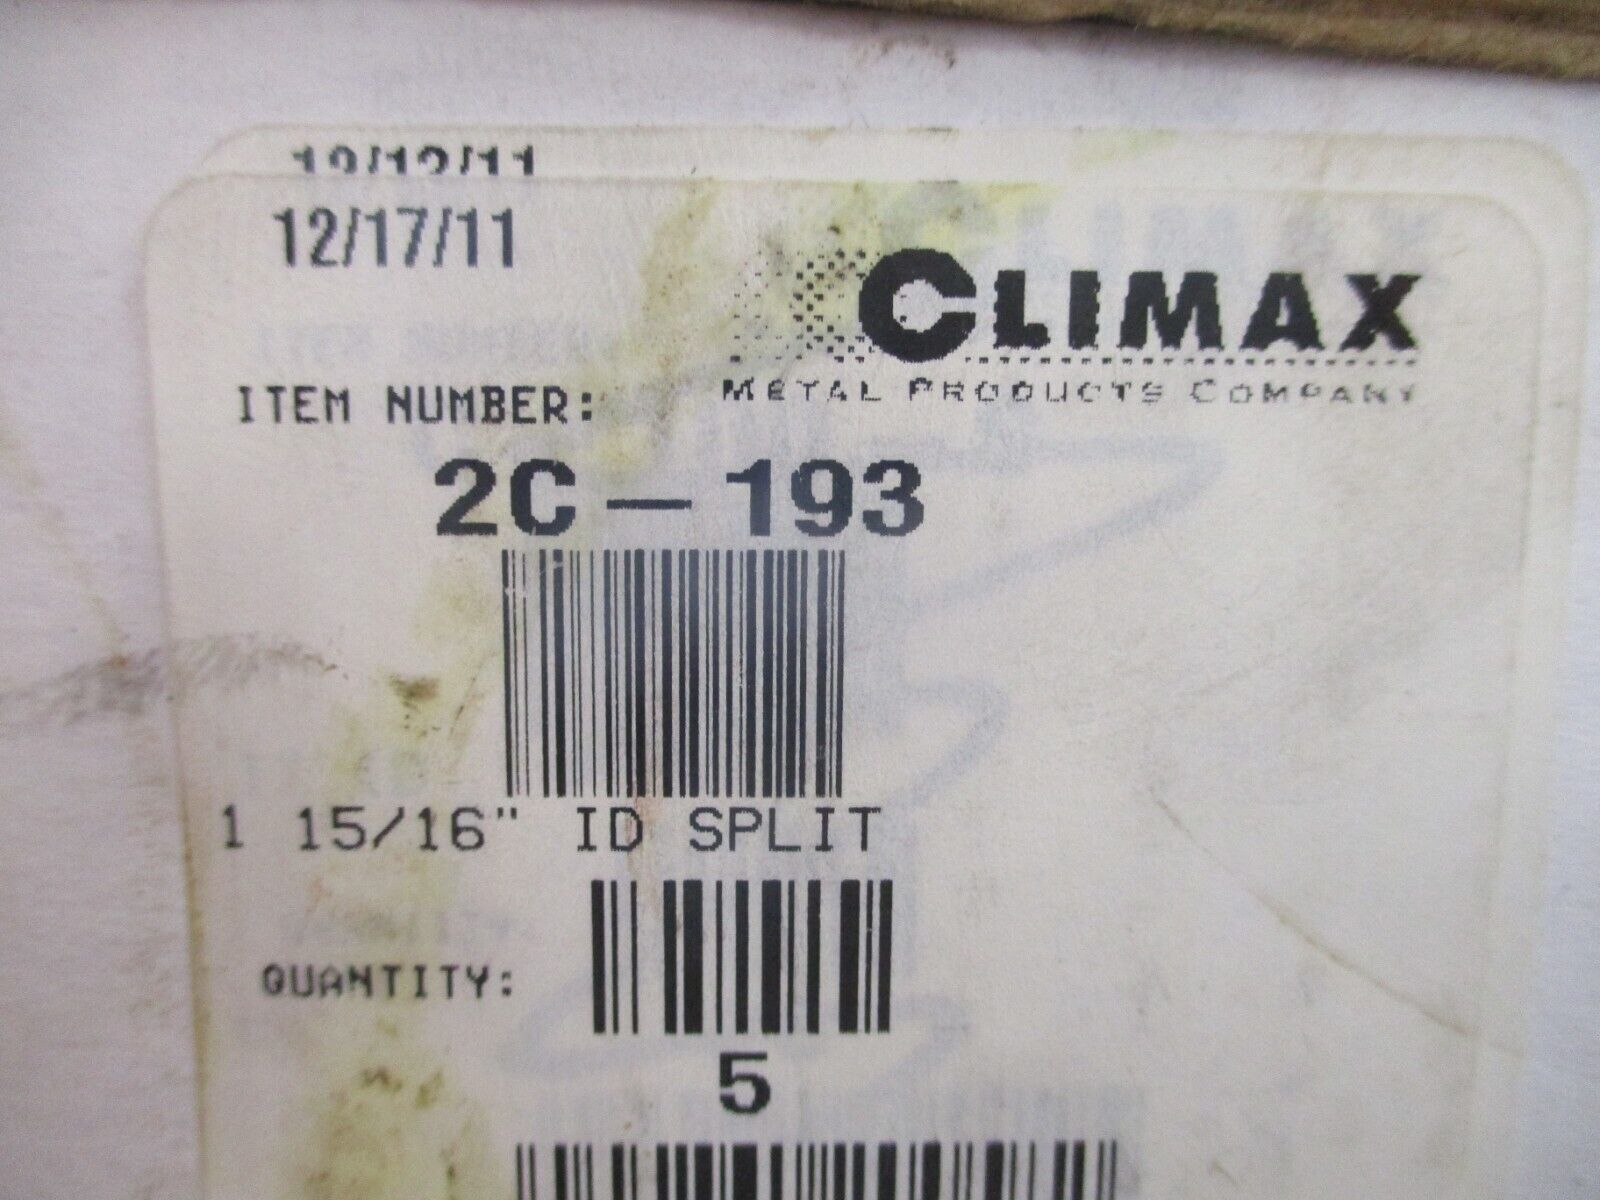 12/17/11
CLIMAX
METAL PRODUCTS COMPANY
ITEM NUMBER:
2C-193
1 15/16" ID SPLIT
QUANTITY:
5